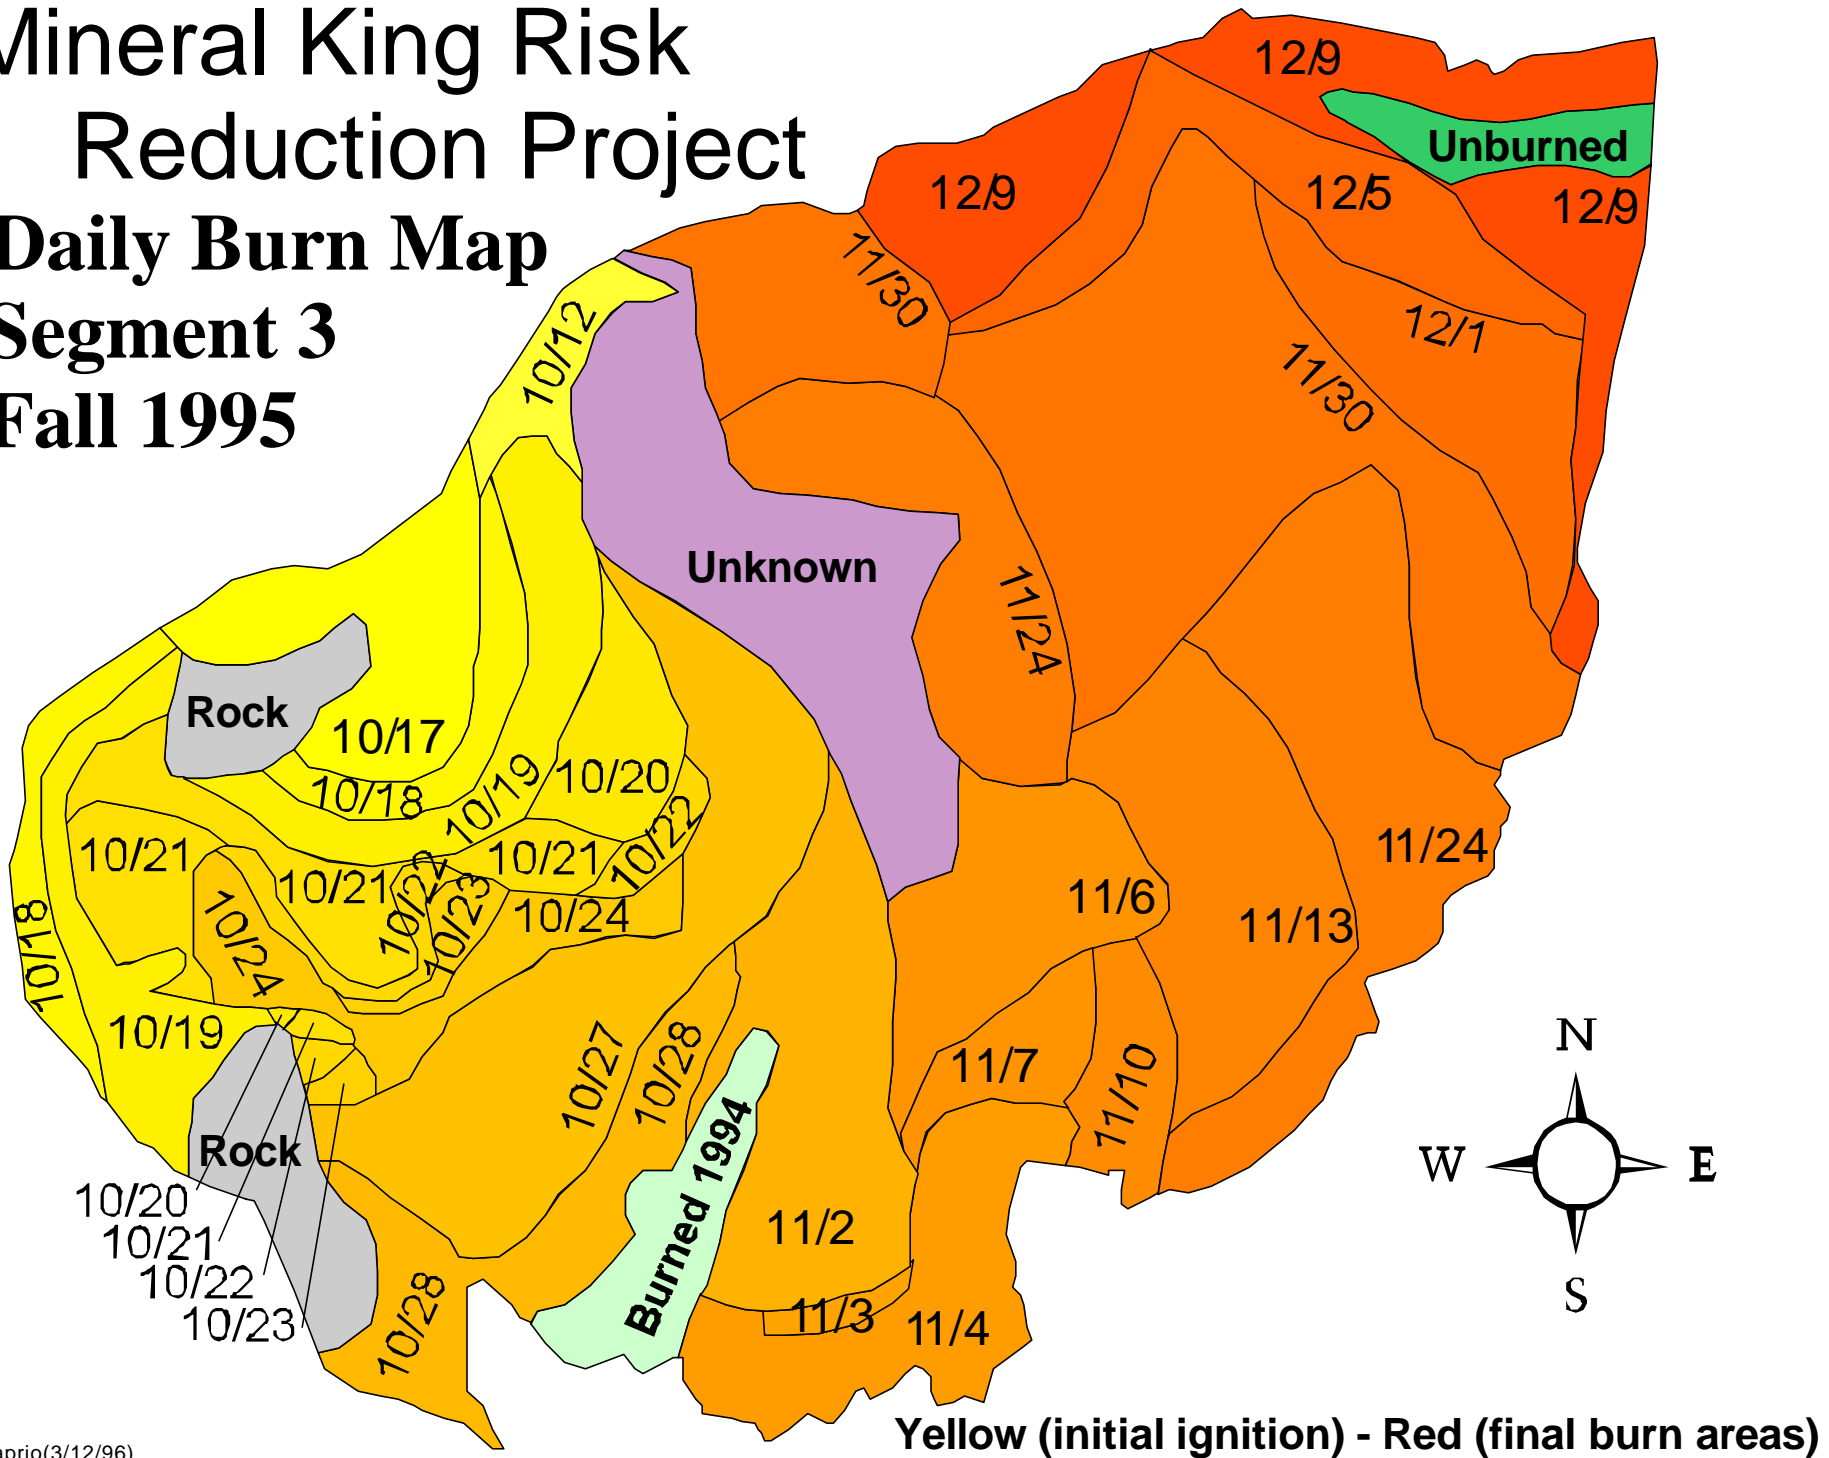 Mineral King Risk
Reduction Project
Daily Burn Map
Segment 3
Fall 1995
12/9
Unburned
12/9
12/5
12/9
11/30
10/12
12/1
11/30
Unknown
11/24
Rock
10/17
10/18
10/19
10/20
10/22
10/21
10/21
10/22
10/21
10/23
10/24
11/24
11/6
11/13
10/18
10/24
10/19
10/27
10/28
11/7
11/10
Rock
Burned 1994
10/20
10/21
10/22
10/23
10/28
11/2
11/3
11/4
N
W
E
S
Yellow (initial ignition) - Red (final burn areas)
aprio(3/12/96)